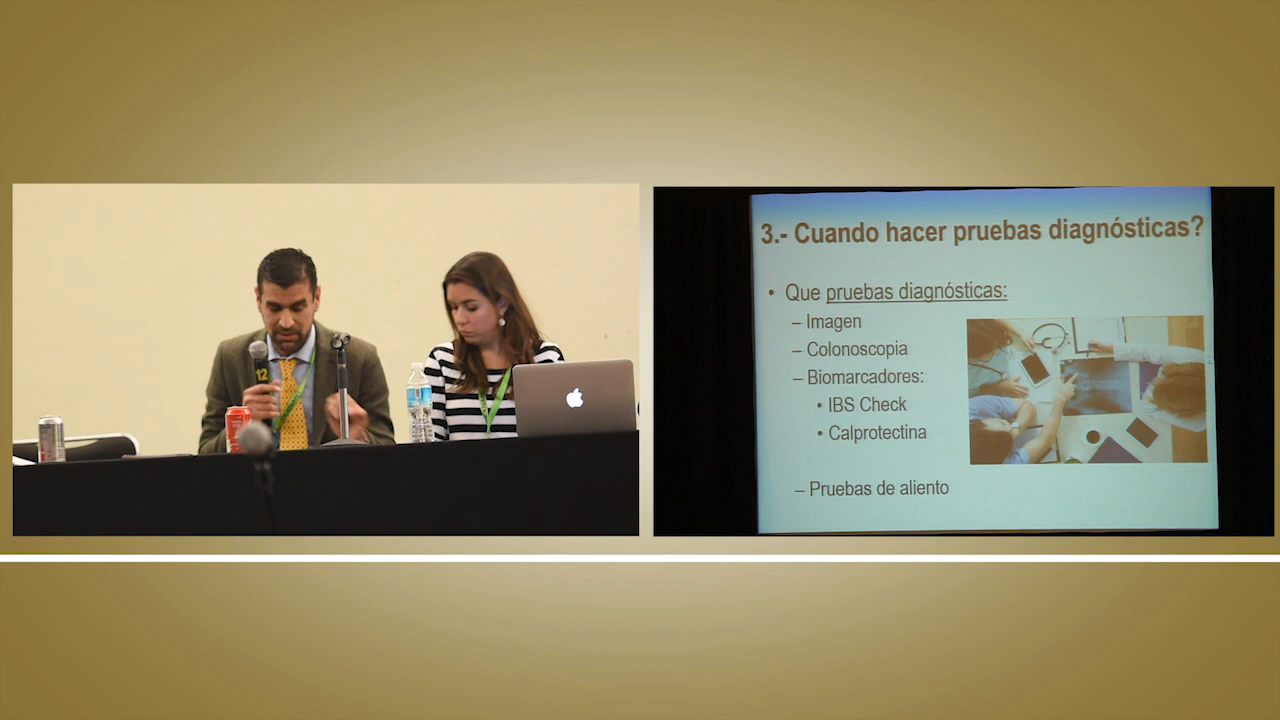 12
3.- Cuando hacer pruebas diagnósticas?
• Que pruebas diagnósticas:
– Imagen
– Colonoscopia
– Biomarcadores:
• IBS Check
• Calprotectina
– Pruebas de aliento